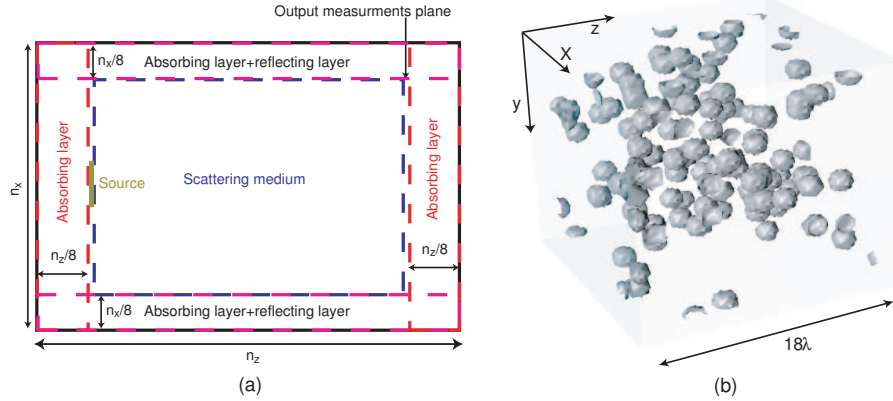 Output measurments plane
n_x/8
Absorbing layer+reflecting layer
n_x
Absorbing layer
Source
Scattering medium
Absorbing layer
n_z/8
n_z/8
n_x/8
Absorbing layer+reflecting layer
n_z
(a)
z
X
y
18λ
(b)